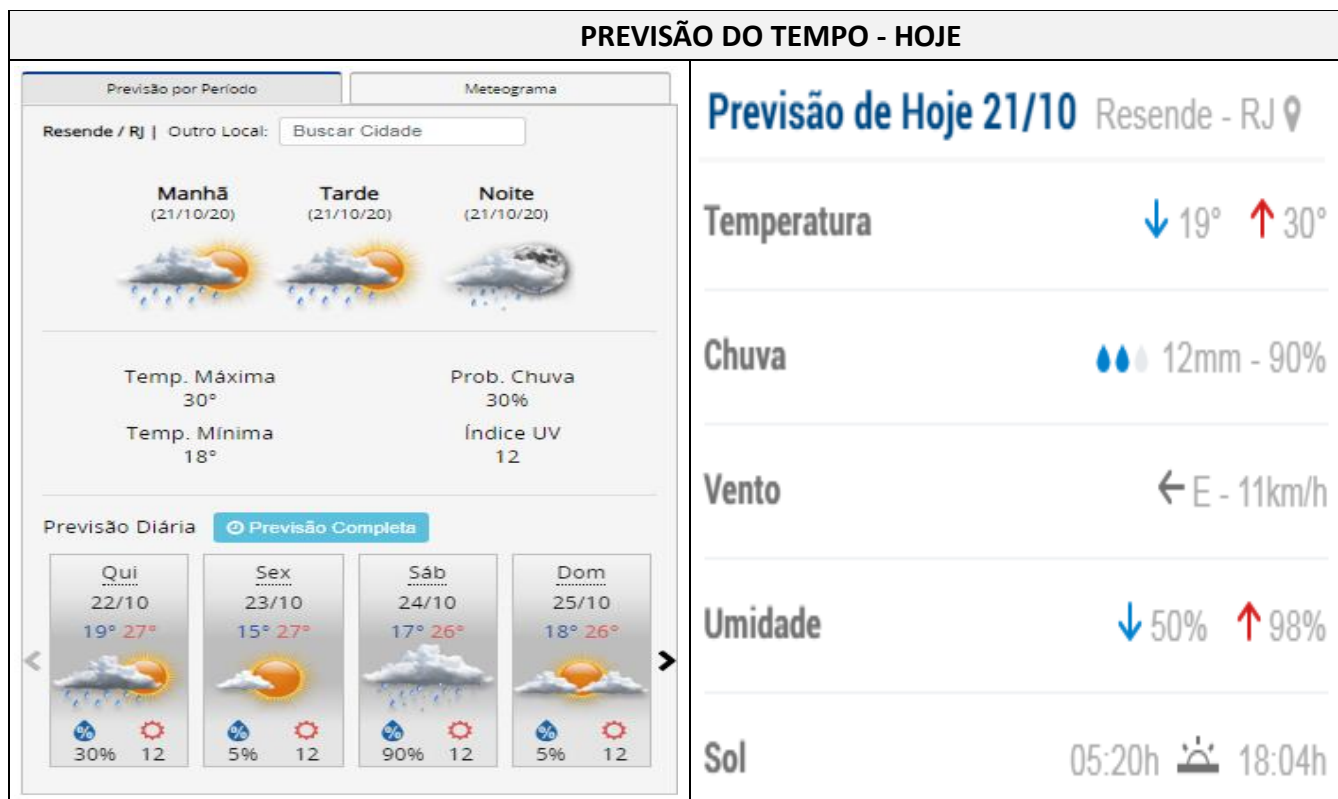 PREVISÃO DO TEMPO - HOJE
Previsão por Período
Meteograma
Resende / RJ | Outro Local: Buscar Cidade
Manhã Tarde Noite
(21/10/20) (21/10/20) (21/10/20)
Temp. Máxima Prob. Chuva
30° 30%
Temp. Mínima Índice UV
18° 12
Previsão Diária Previsão Completa
Qui Sex Sáb Dom
22/10 23/10 24/10 25/10
19° 27° 15° 27° 17° 26° 18° 26°
% % % %
30% 12 5% 12 90% 12 5% 12
Previsão de Hoje 21/10 Resende - RJ
Temperatura 19° 30°
Chuva 12mm - 90%
Vento E - 11km/h
Umidade 50% 98%
Sol 05:20h 18:04h